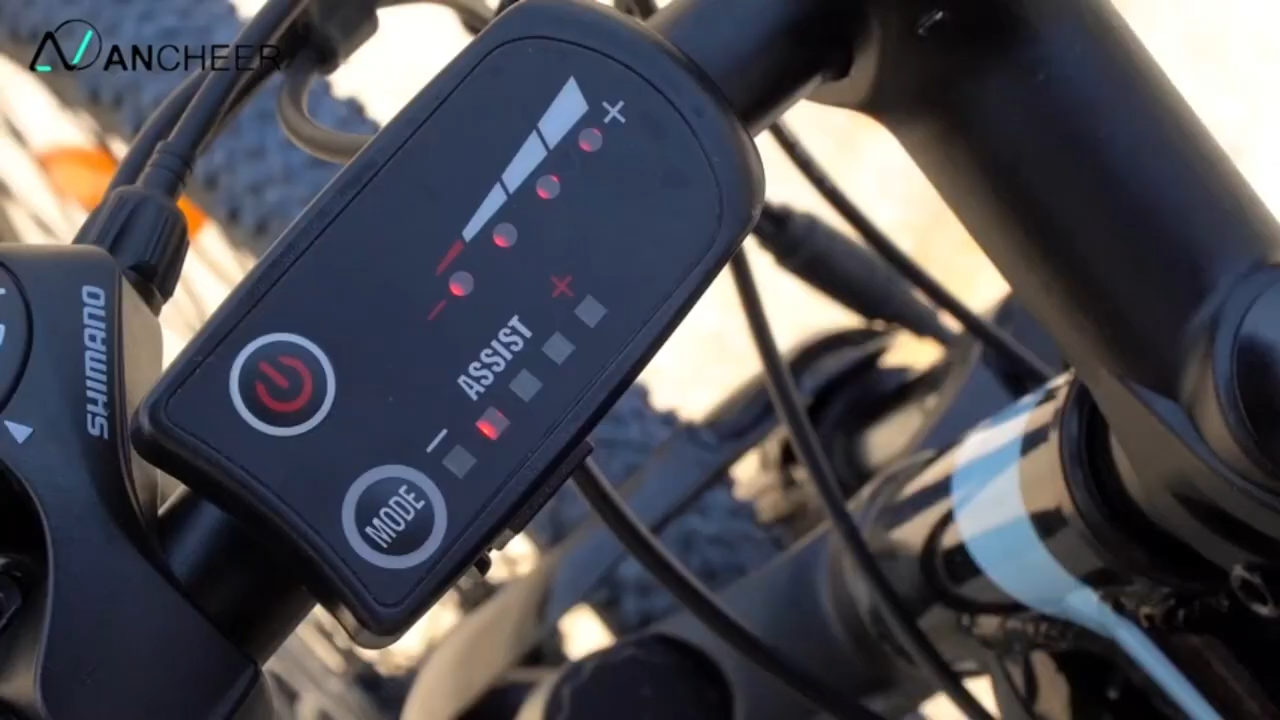 ANCHEER
SHIMANO
+
-
ASSIST
+
-
MODE